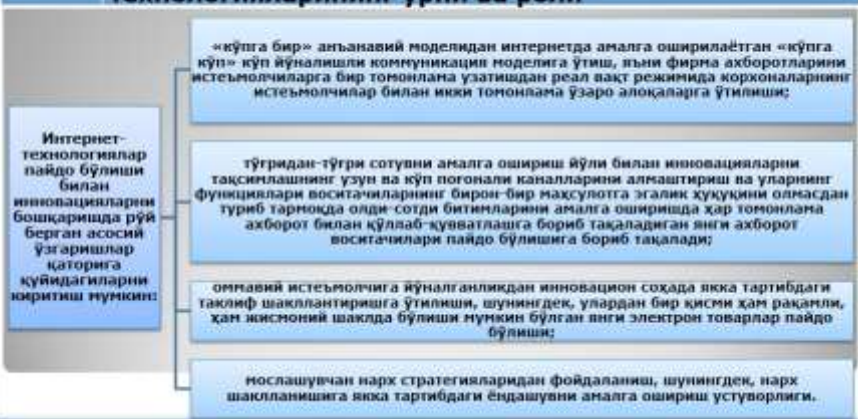 технологияларининг ўрни ва роли
Интернет-
технологиялар
пайдо бўлиши
билан
инновацияларни
бошқаришда рўй
берган асосий
ўзгаришлар
қаторига
қуйидагиларни
киритиш мумкин:
«кўпга бир» анъанавий моделидан интернетда амалга оширилаётган «кўпга
кўп» кўп йўналишли коммуникация моделига ўтиш, яъни фирма ахборотларини
истеъмолчиларга бир томонлама узатишдан реал вақт режимида корхоналарнинг
истеъмолчилар билан икки томонлама ўзаро алоқаларга ўтилиши;
тўғридан-тўғри сотувни амалга ошириш йўли билан инновацияларни
тақсимлашнинг узун ва кўп поғонали каналларини алмаштириш ва уларнинг
функциялари воситачиларнинг бирон-бир маҳсулотга эгалик ҳуқуқини олмасдан
туриб тармоқда олди-сотди битимларини амалга оширишда ҳар томонлама
ахборот билан қўллаб-қувватлашга бориб тақаладиган янги ахборот
воситачилари пайдо бўлишига бориб тақалади;
оммавий истеъмолчига йўналганликдан инновацион соҳада якка тартибдаги
таклиф шакллантиришга ўтилиши, шунингдек, улардан бир қисми ҳам рақамли,
ҳам жисмоний шаклда бўлиши мумкин бўлган янги электрон товарлар пайдо
бўлиши;
мослашувчан нарх стратегияларидан фойдаланиш, шунингдек, нарх
шаклланишига якка тартибдаги ёндашувни амалга ошириш устуворлиги.